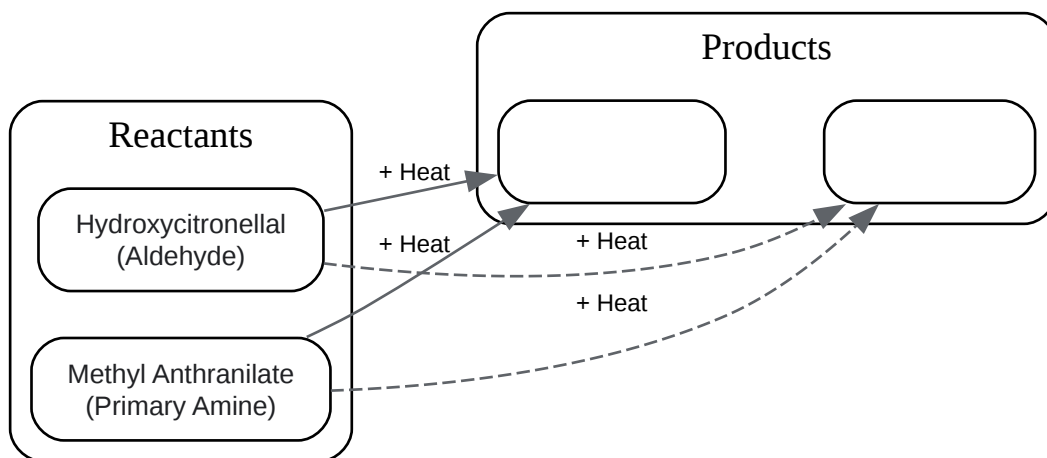 Products
Reactants
+ Heat
Hydroxycitronellal
(Aldehyde)
+ Heat
+ Heat
+ Heat
Methyl Anthranilate
(Primary Amine)